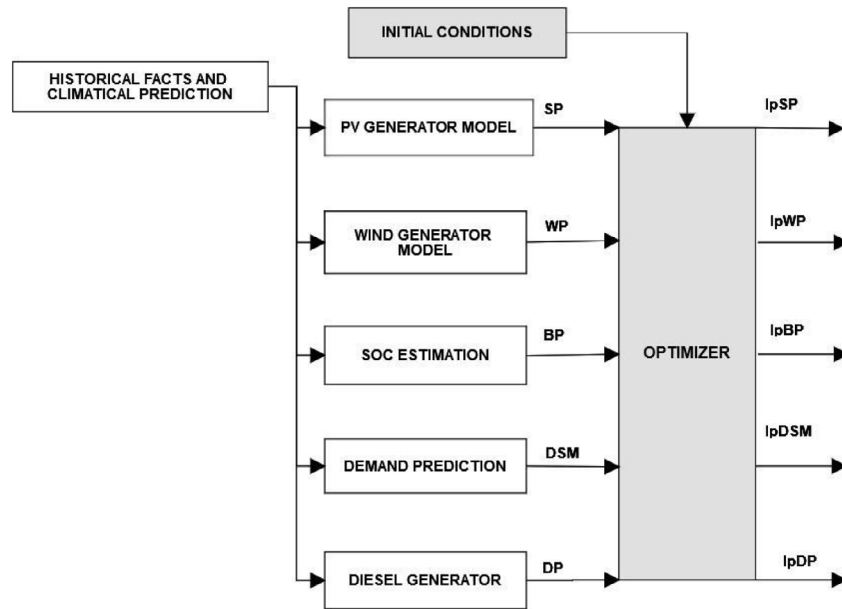 INITIAL CONDITIONS
HISTORICAL FACTS AND
CLIMATICAL PREDICTION
PV GENERATOR MODEL
SP
IpSP
WIND GENERATOR
MODEL
WP
IpWP
SOC ESTIMATION
BP
IpBP
OPTIMIZER
DEMAND PREDICTION
DSM
IpDSM
DIESEL GENERATOR
DP
IpDP